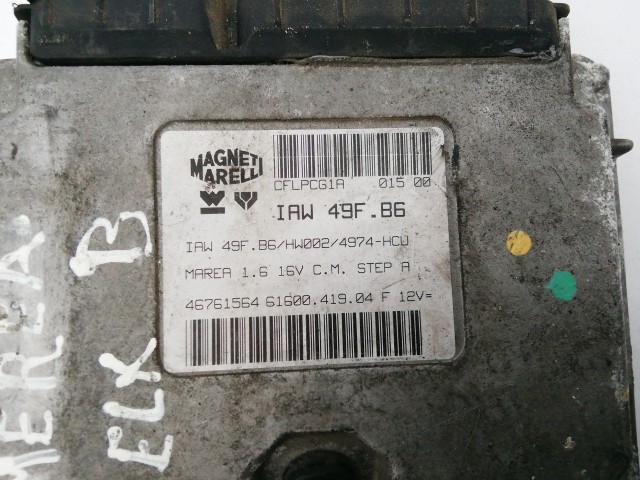 MAGNETI
MARELLI
CFLPCG1A 015 00
IAW 49F.B6
IAW 49F.B6/HW002/4974-HCU
MAREA 1.6 16V C.M. STEP A
46761564 61600.419.04 F 12V=
B
ELX